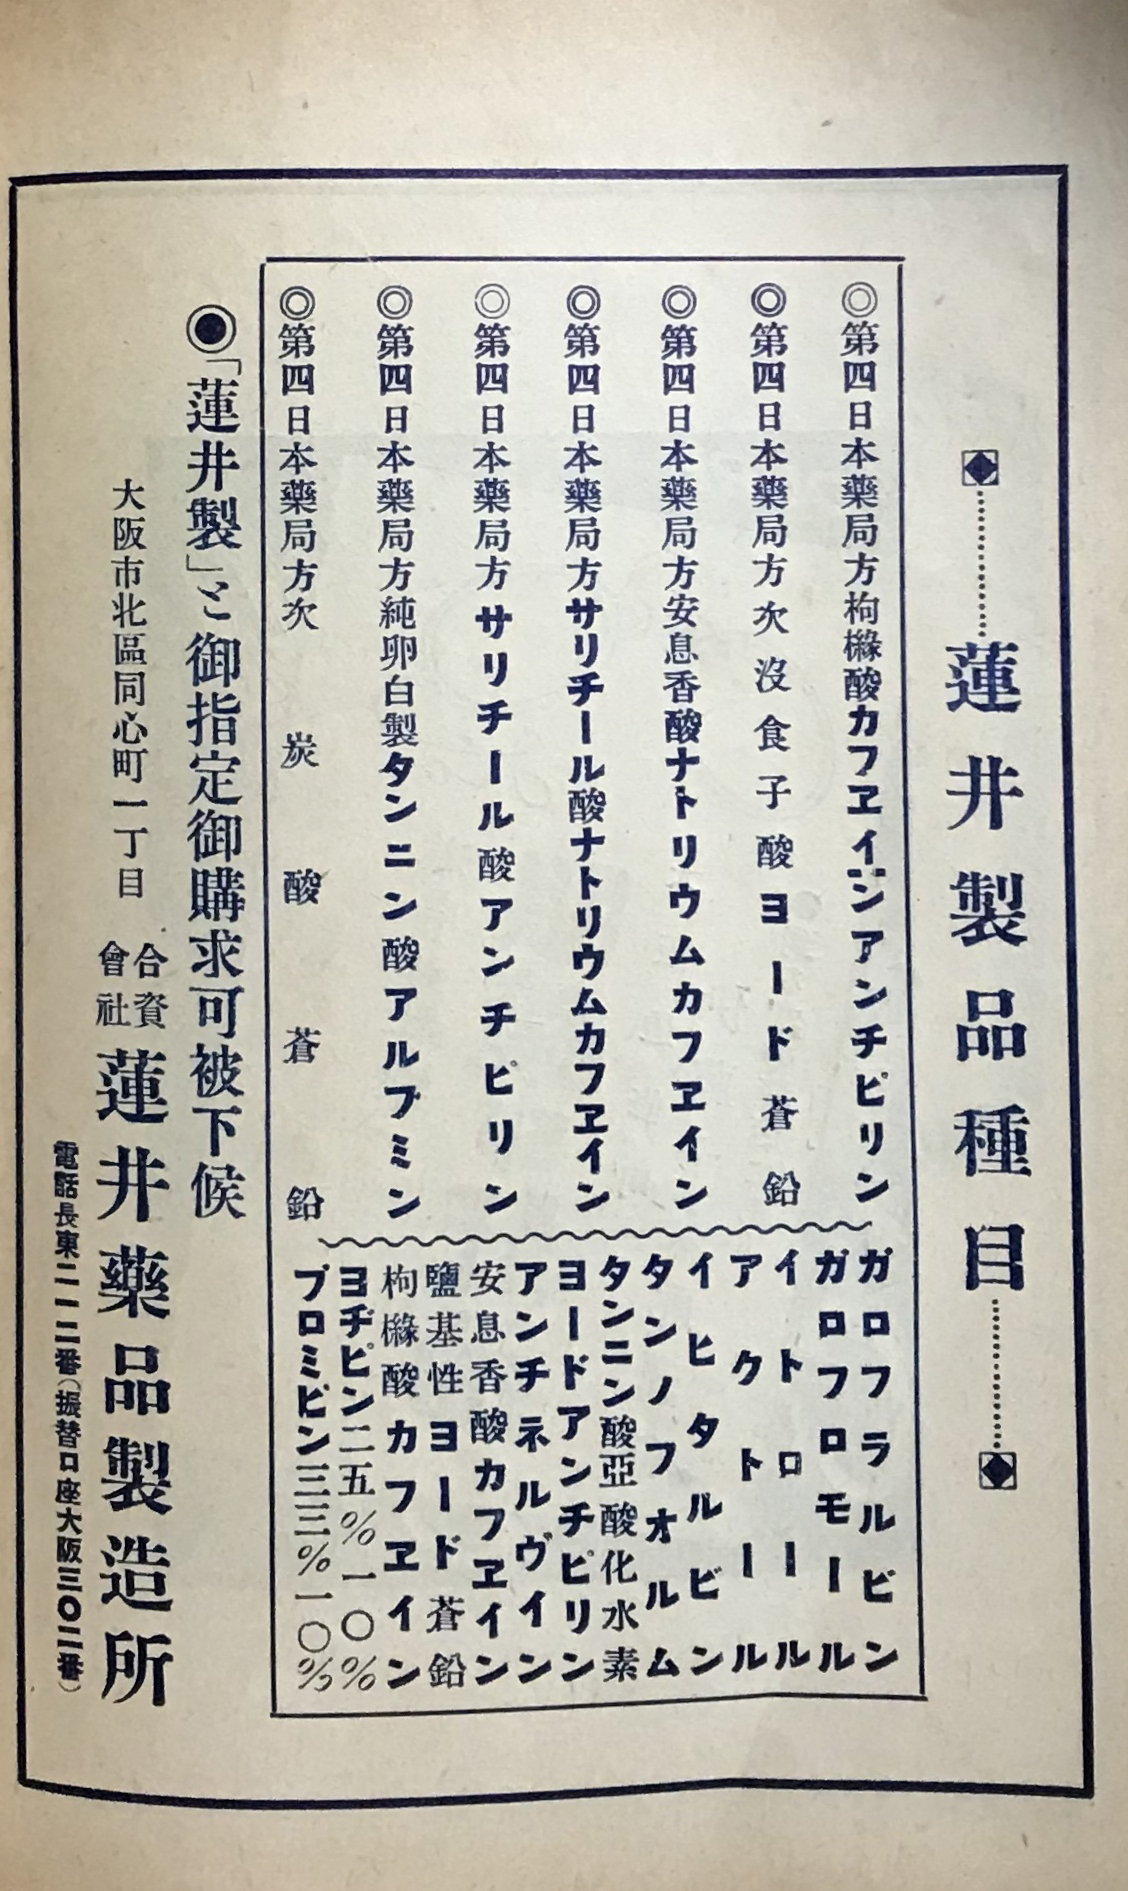 蓮井製品種目
◎第四日本藥局方枸櫞酸カフヱインアンチピリン
◎第四日本藥局方次沒食子酸ヨード蒼鉛
◎第四日本藥局方安息香酸ナトリウムカフヱイン
◎第四日本藥局方サリチール酸ナトリウムカフヱイン
◎第四日本藥局方サリチール酸アンチピリン
◎第四日本藥局方純卵白製タンニン酸アルブミン
◎第四日本藥局方次炭酸蒼鉛
ガロフラルビン
ガロフロモール
イトロール
アクトール
イヒタルビン
タンノフオルム
タンニン酸亞酸化水素
ヨードアンチピリン
アンチネルヴイン
安息香酸カフヱイン
鹽基性ヨード蒼鉛
枸櫞酸カフヱイン
ヨヂピン二五%一〇%
ブロミピン三三%一〇%
◉「蓮井製」と御指定御購求可被下候
大阪市北區同心町一丁目
合資會社蓮井藥品製造所
電話長東二一二番(振替口座大阪三〇二番)